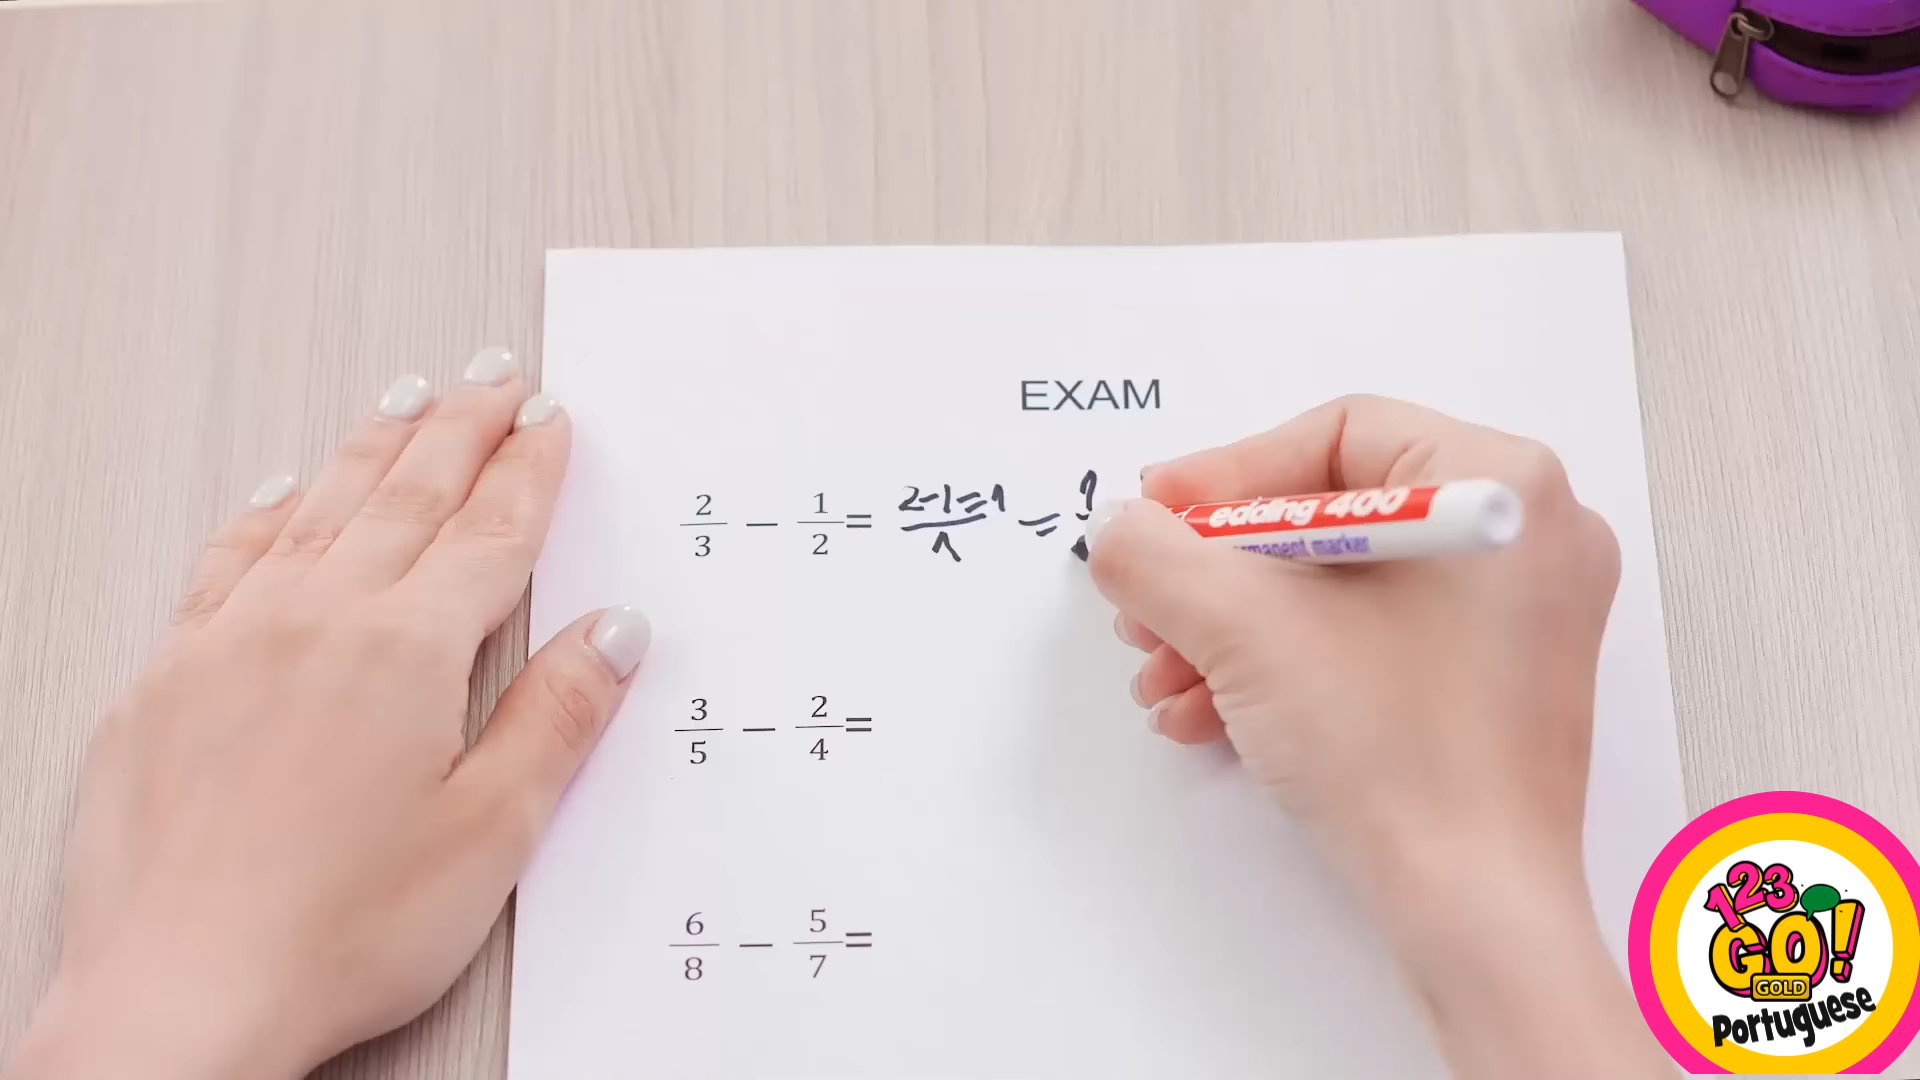 EXAM
2/3 − 1/2 = 2-1=1/1 = 1
3/5 − 2/4 =
6/8 − 5/7 =
edding 400
permanent marker
123
GO!
GOLD
Portuguese